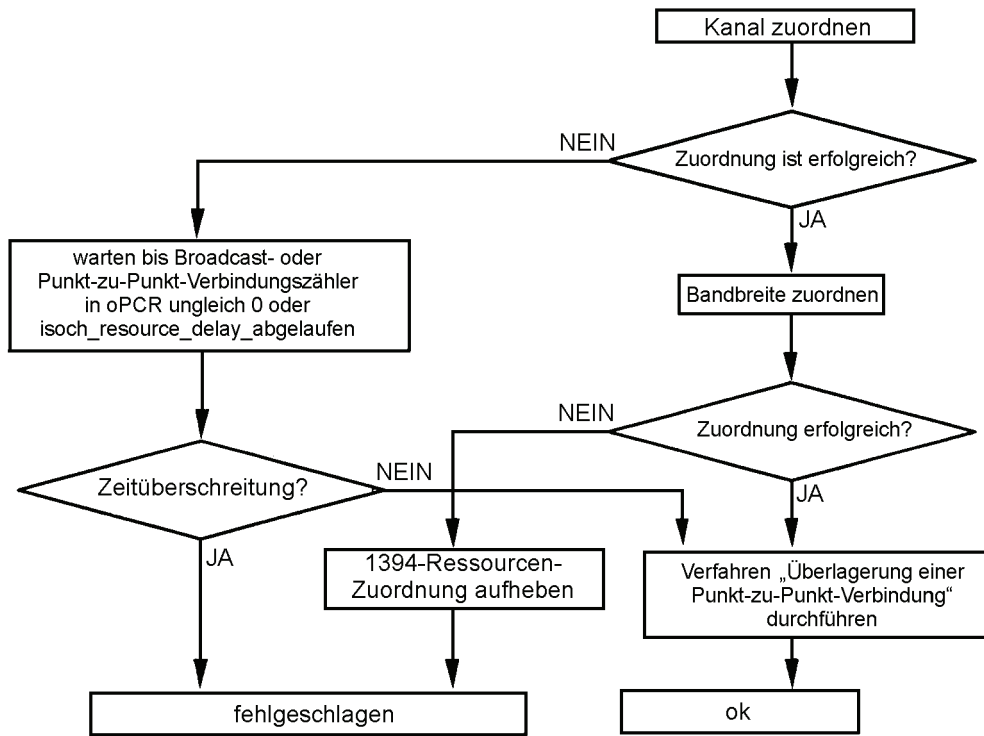 Kanal zuordnen
NEIN
Zuordnung ist erfolgreich?
JA
warten bis Broadcast- oder
Punkt-zu-Punkt-Verbindungszähler
in oPCR ungleich 0 oder
isoch_resource_delay_abgelaufen
Bandbreite zuordnen
NEIN
Zuordnung erfolgreich?
JA
Zeitüberschreitung?
NEIN
JA
1394-Ressourcen-
Zuordnung aufheben
Verfahren „Überlagerung einer
Punkt-zu-Punkt-Verbindung“
durchführen
fehlgeschlagen
ok